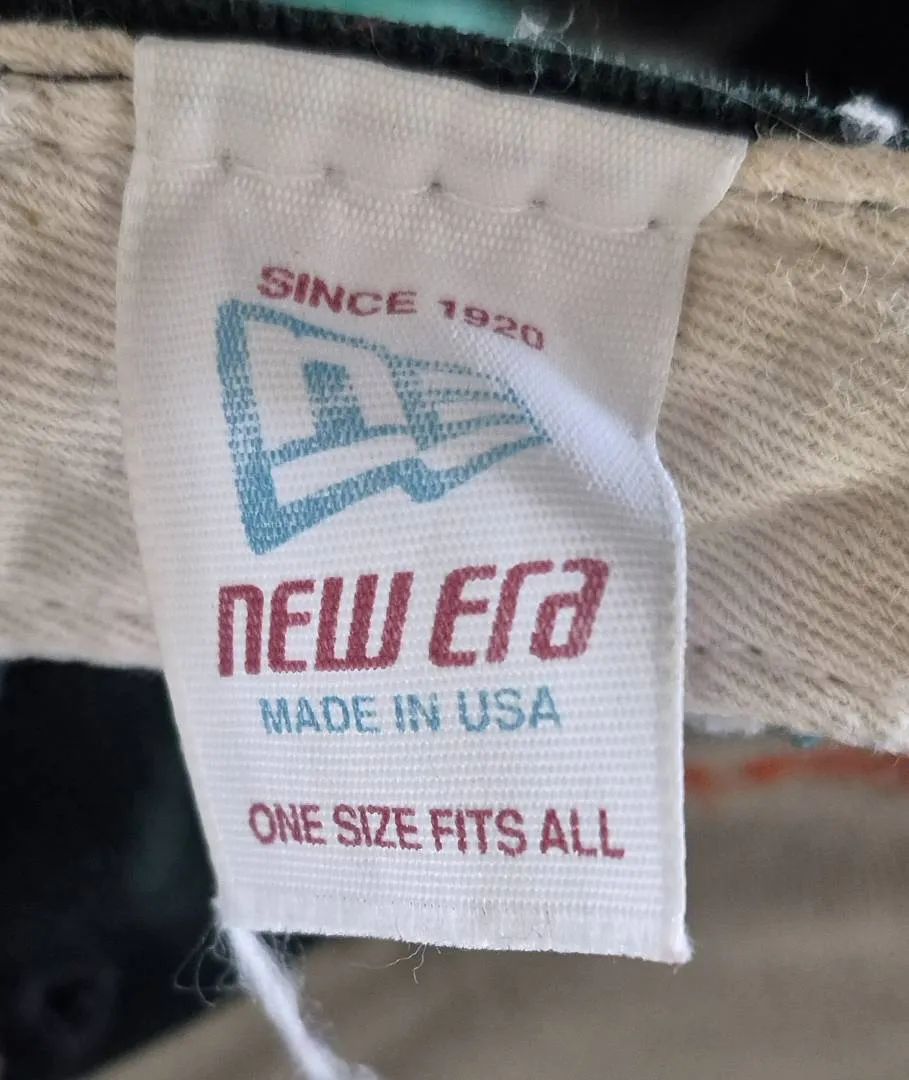 SINCE 1920
NEW ERA
MADE IN USA
ONE SIZE FITS ALL